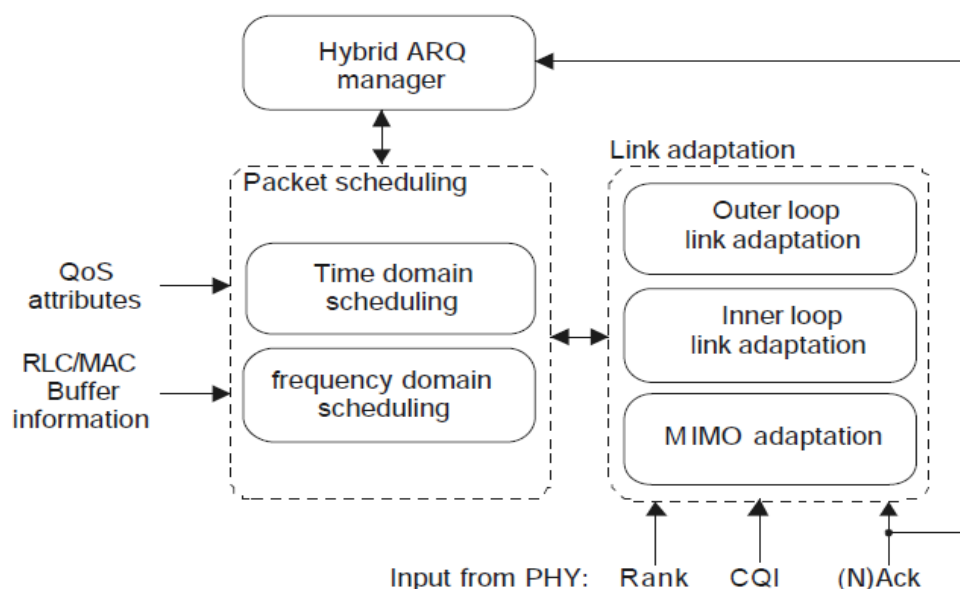 Hybrid ARQ
manager
Link adaptation
Packet scheduling
Outer loop
link adaptation
QoS
attributes
Time domain
scheduling
Inner loop
link adaptation
RLC/MAC
Buffer
information
frequency domain
scheduling
MIMO adaptation
Input from PHY: Rank CQI (N)Ack